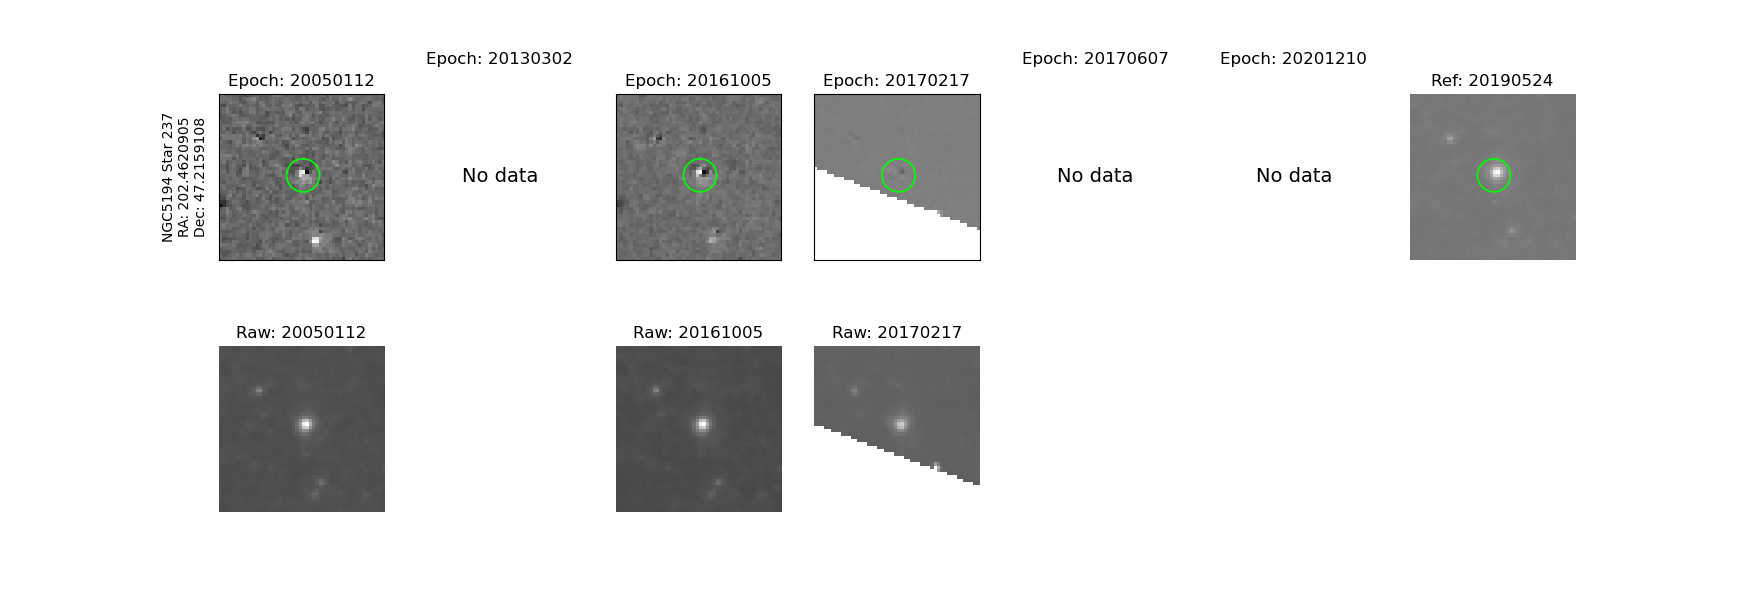 Epoch: 20050112
Epoch: 20130302
Epoch: 20161005
Epoch: 20170217
Epoch: 20170607
Epoch: 20201210
Ref: 20190524
NGC5194 Star 237
RA: 202.4620905
Dec: 47.2159108
No data
No data
No data
Raw: 20050112
Raw: 20161005
Raw: 20170217